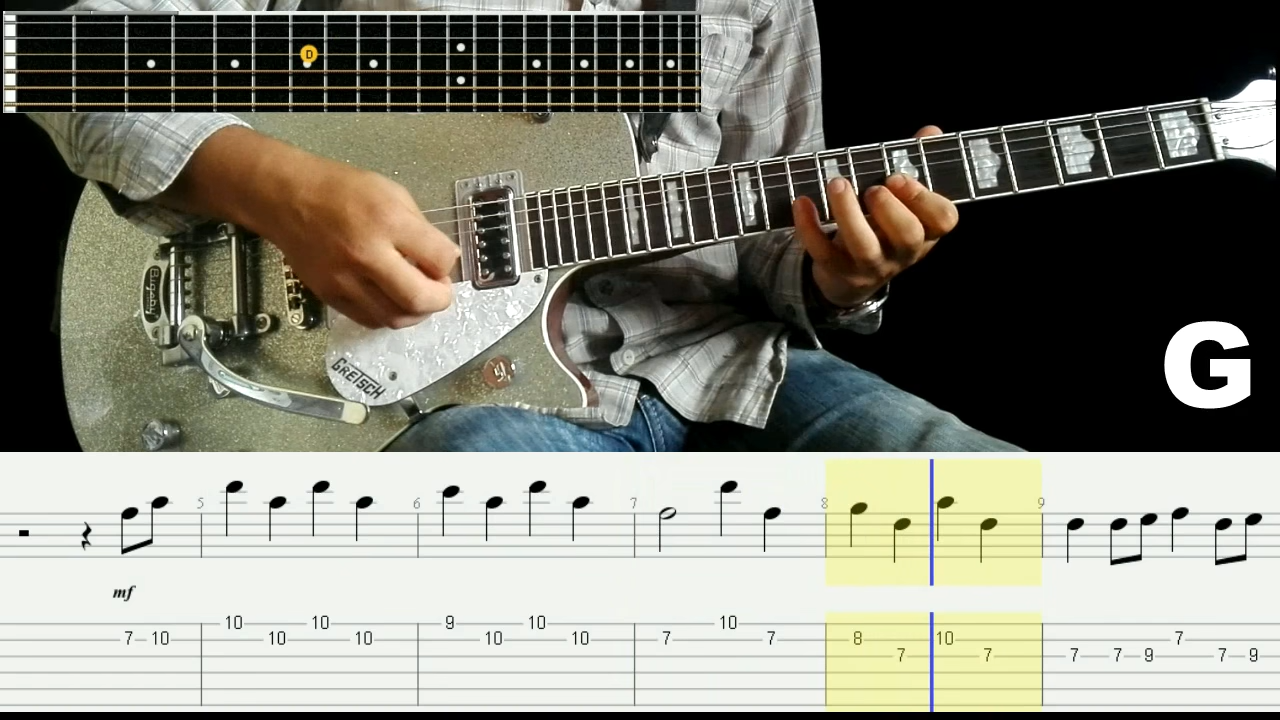 D
Bigsby
GRETSCH
G
5 6 7 8 9
mf
10 10 9 10 10
7 10 10 10 10 10 7 7 8 10 7
7 7 7 7 9 7 9